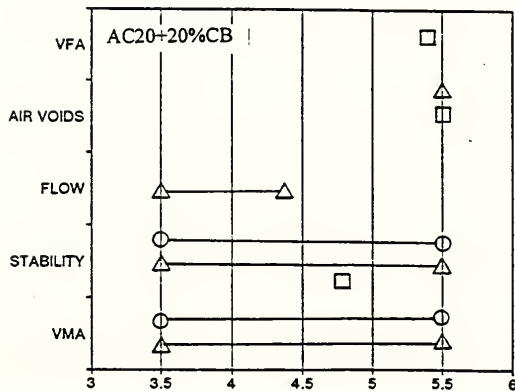 AC20+20%CB
VFA
AIR VOIDS
FLOW
STABILITY
VMA
3 3.5 4 4.5 5 5.5 6